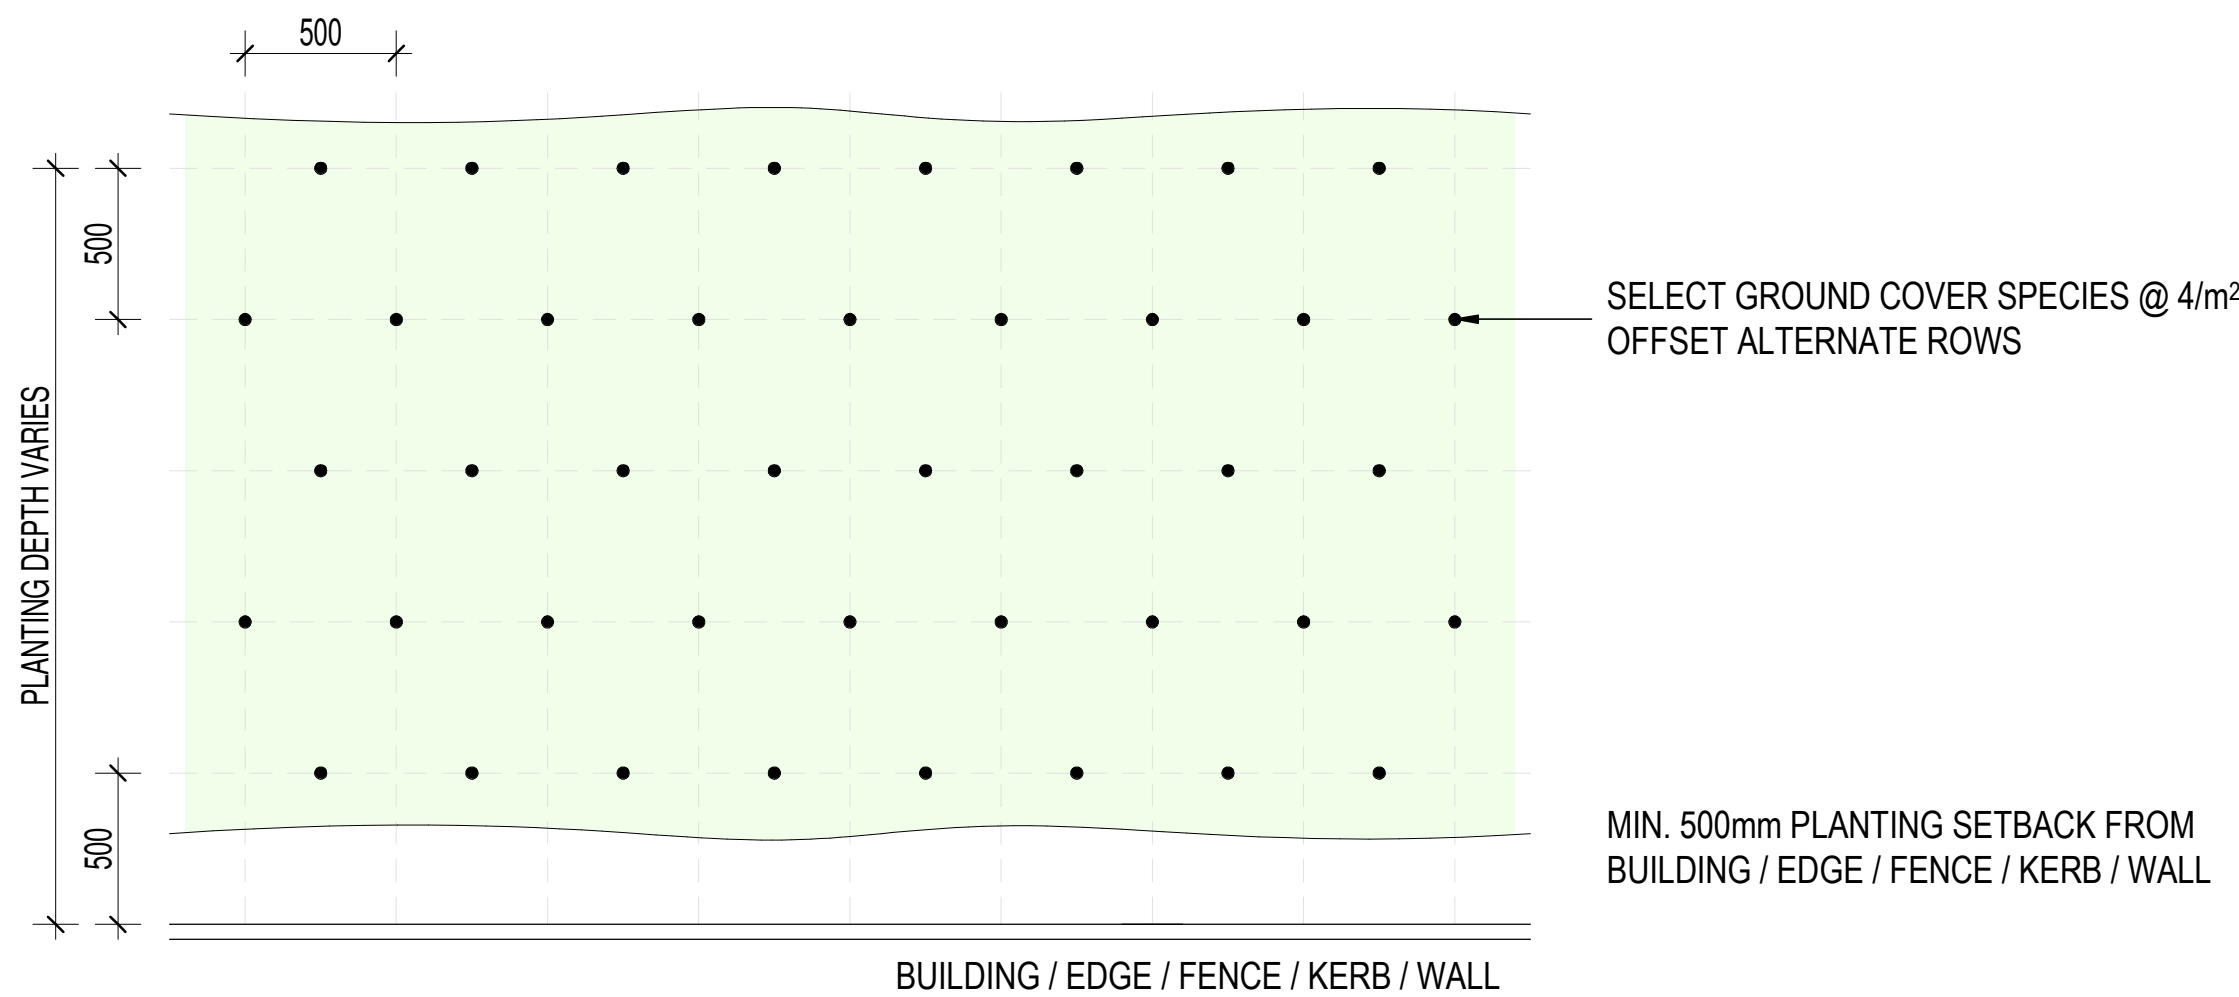 500
500
SELECT GROUND COVER SPECIES @ 4/m²
OFFSET ALTERNATE ROWS
PLANTING DEPTH VARIES
500
MIN. 500mm PLANTING SETBACK FROM
BUILDING / EDGE / FENCE / KERB / WALL
BUILDING / EDGE / FENCE / KERB / WALL